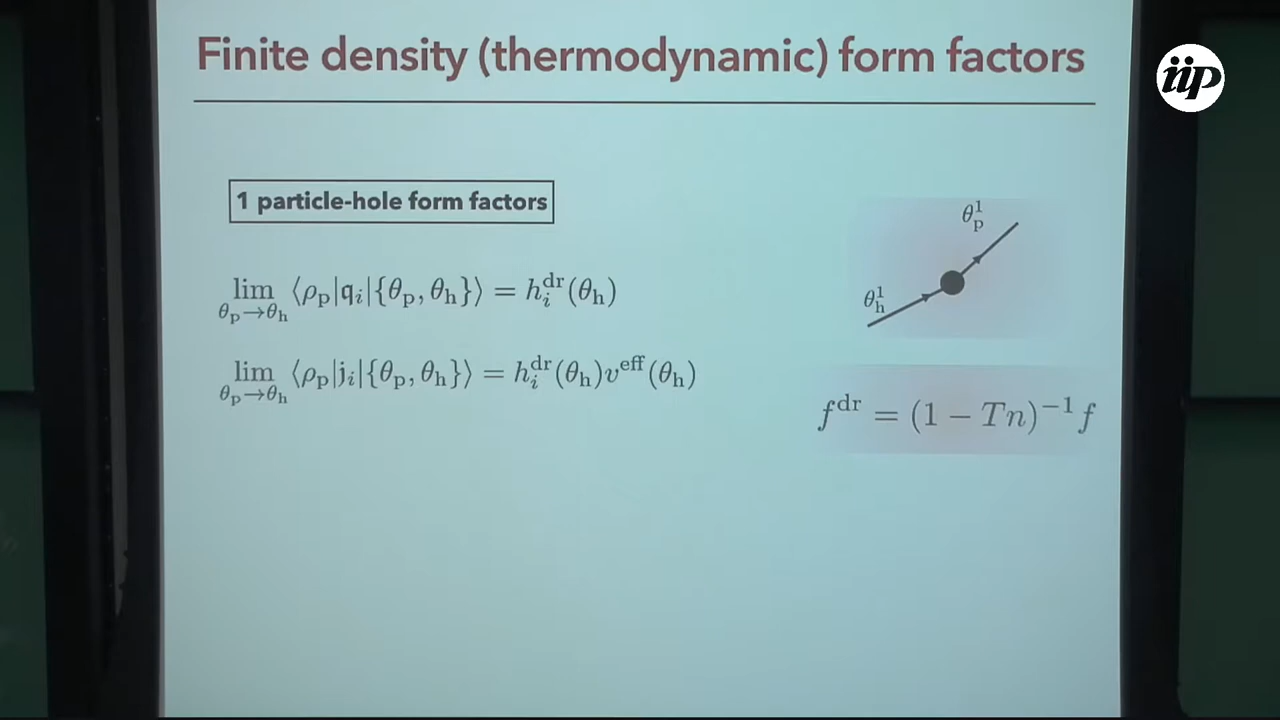 Finite density (thermodynamic) form factors
iip
1 particle-hole form factors
θ_p^1
θ_h^1
lim_{θ_p→θ_h} ⟨ρ_p|𝔮_i|{θ_p, θ_h}⟩ = h_i^{dr}(θ_h)
lim_{θ_p→θ_h} ⟨ρ_p|𝔧_i|{θ_p, θ_h}⟩ = h_i^{dr}(θ_h)v^{eff}(θ_h)
f^{dr} = (1 − Tn)^{−1} f